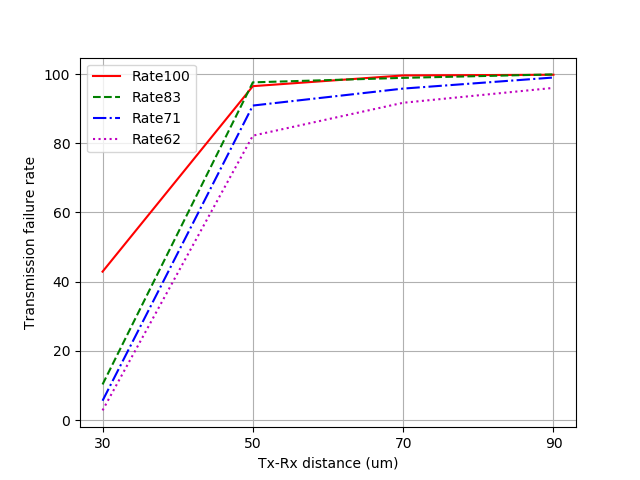 Rate100
Rate83
Rate71
Rate62
100
80
60
40
20
0
Transmission failure rate
30 50 70 90
Tx-Rx distance (um)